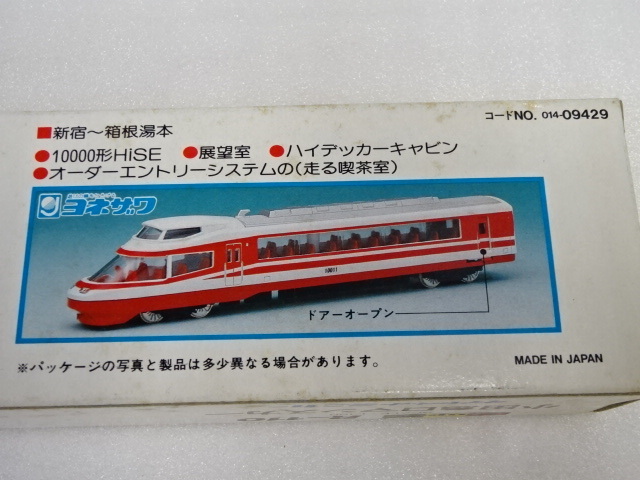 ■新宿～箱根湯本
コードNO. 014-09429
●10000形HiSE ●展望室 ●ハイデッカーキャビン
●オーダーエントリーシステムの(走る喫茶室)
ヨネザワ
10001
ドアーオープン
※パッケージの写真と製品は多少異なる場合があります。
MADE IN JAPAN